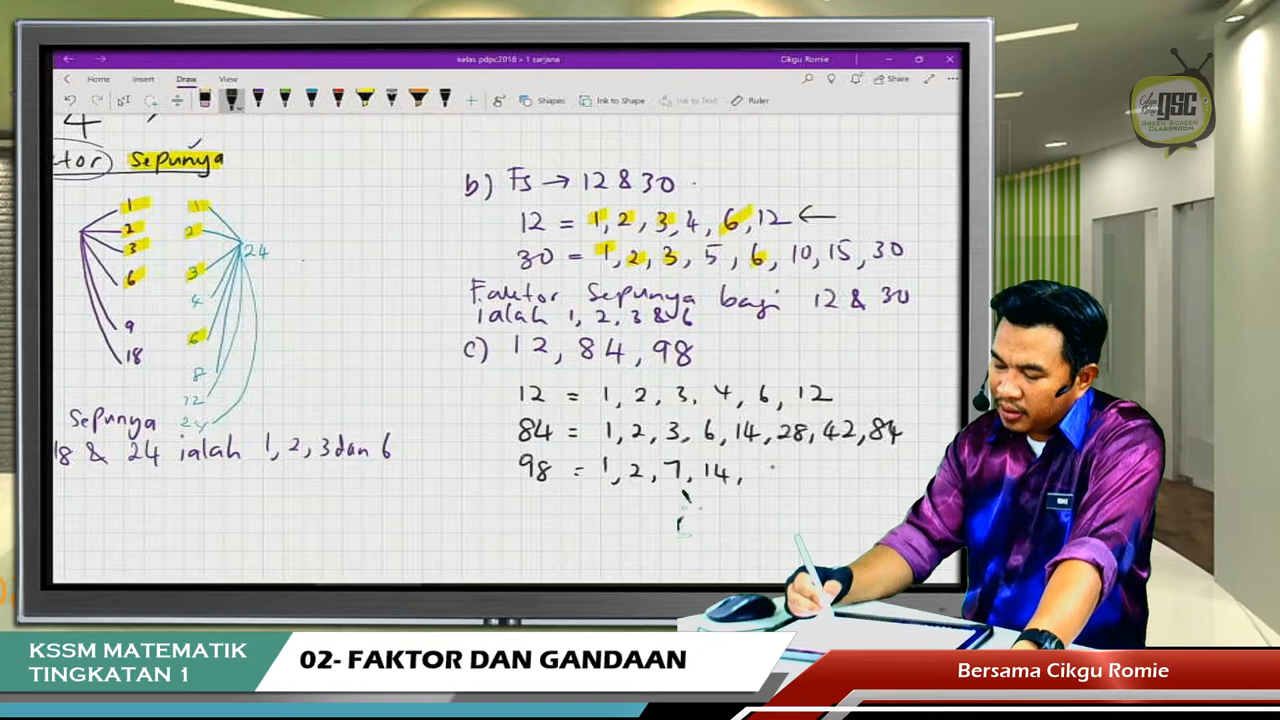 kelas pdpc2018 » 1 sarjana
Cikgu Romie
Home Insert Draw View
Share
Shapes Ink to Shape Ink to Text Ruler
4
ktor) Sepunya
1
2
3
6
9
18
1
2
3
4
6
8
12
24
24
Sepunya
18 & 24 ialah 1, 2, 3 dan 6
b) Fs → 12 & 30
12 = 1, 2, 3, 4, 6, 12 ←
30 = 1, 2, 3, 5, 6, 10, 15, 30
Faktor Sepunya bagi 12 & 30
ialah 1, 2, 3 & 6
c) 12, 84, 98
12 = 1, 2, 3, 4, 6, 12
84 = 1, 2, 3, 6, 14, 28, 42, 84
98 = 1, 2, 7, 14,
gsc
GREEN SCREEN
CLASSROOM
KSSM MATEMATIK
TINGKATAN 1
02- FAKTOR DAN GANDAAN
Bersama Cikgu Romie